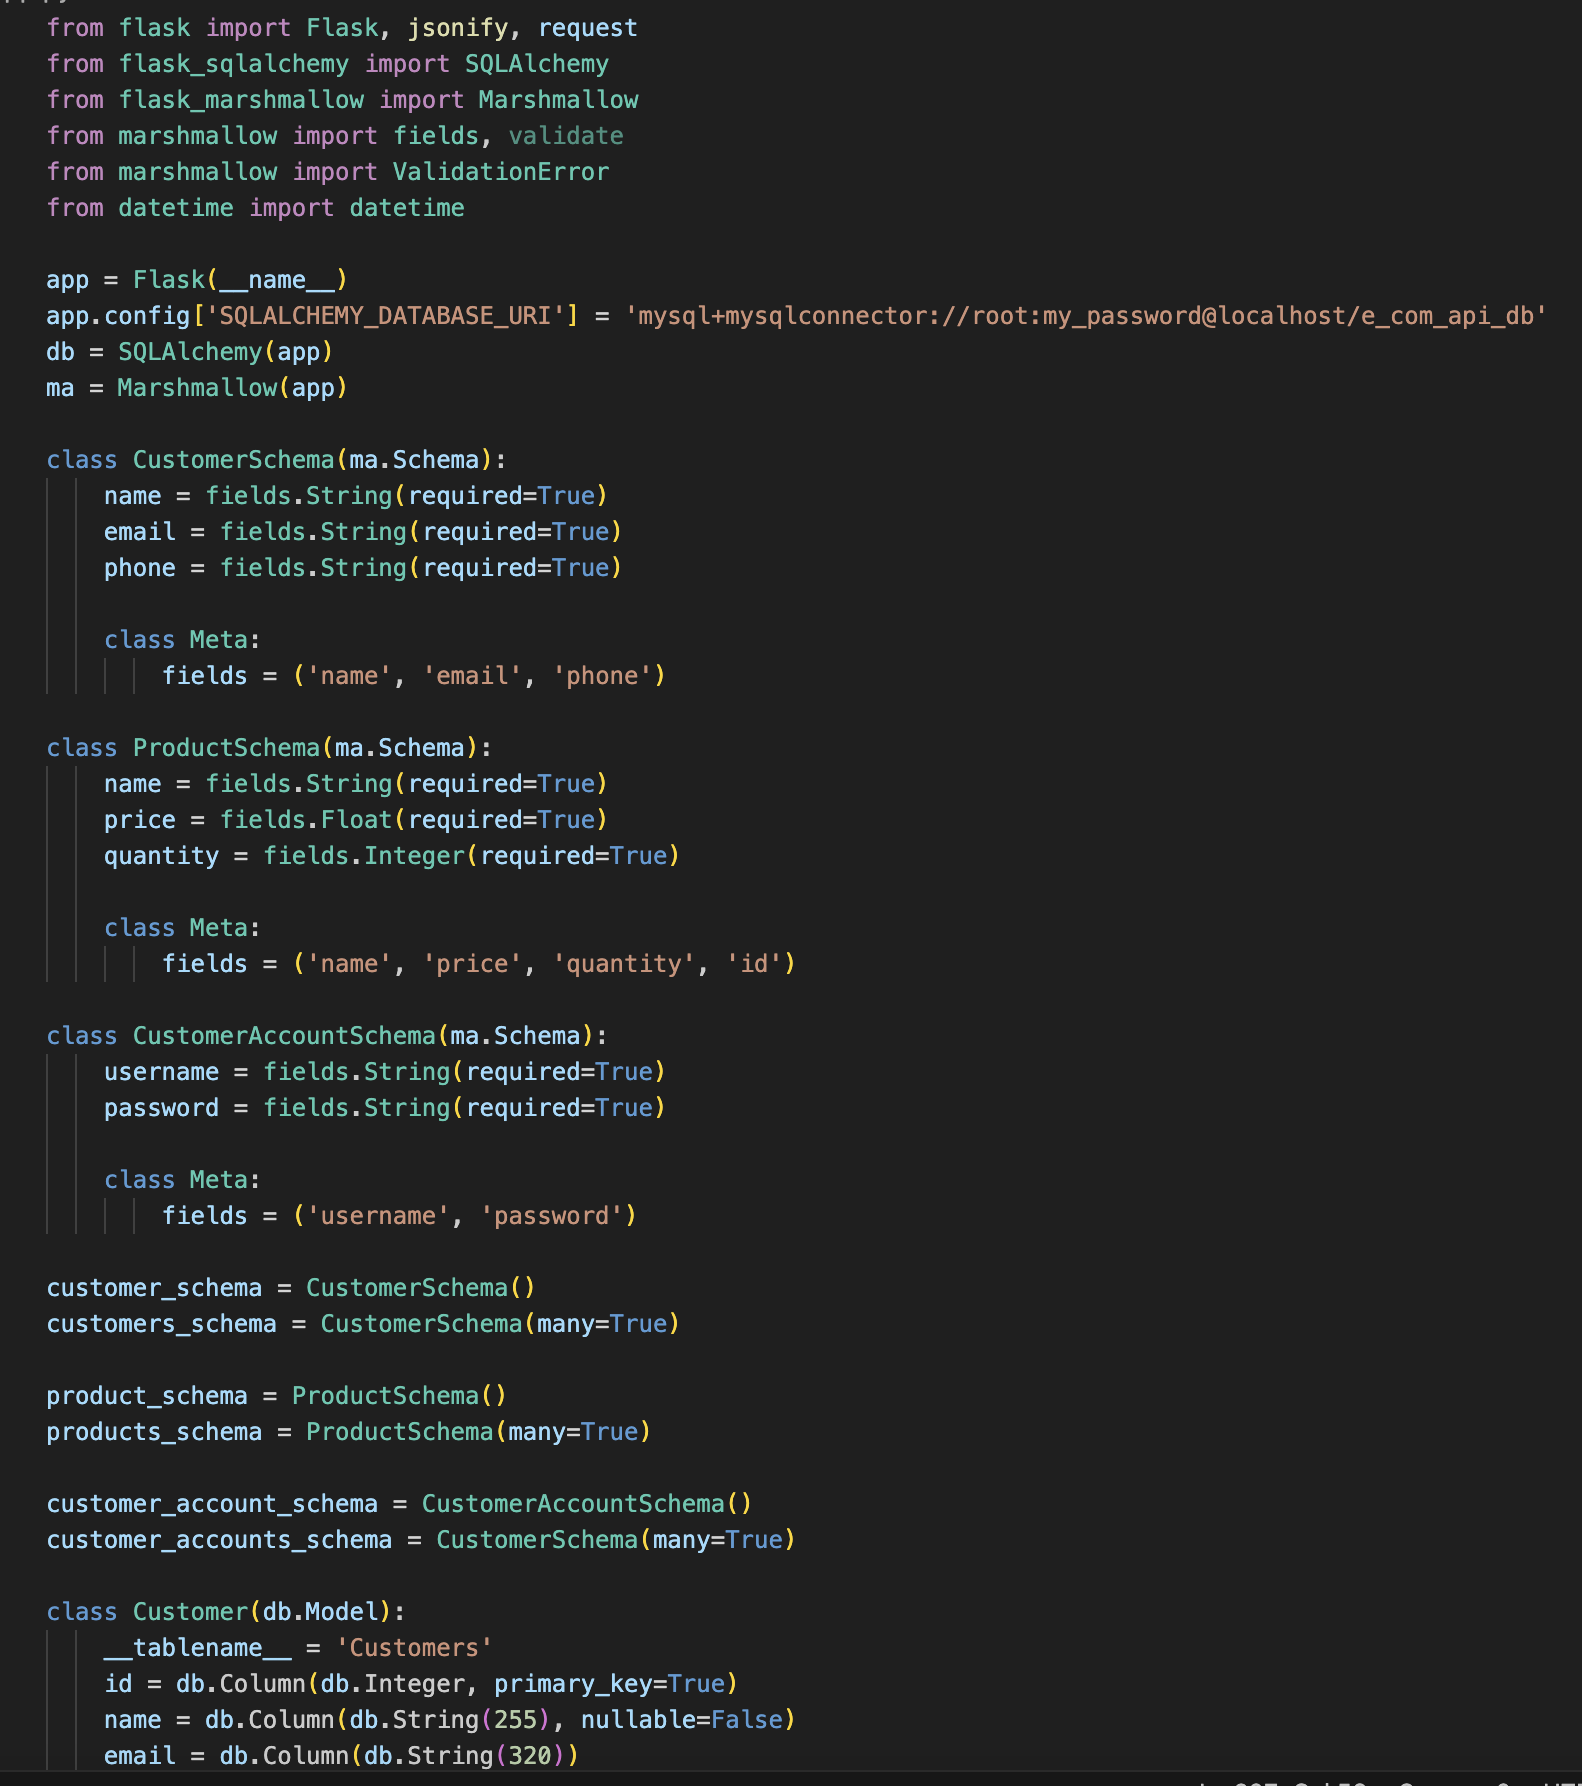 from flask import Flask, jsonify, request
from flask_sqlalchemy import SQLAlchemy
from flask_marshmallow import Marshmallow
from marshmallow import fields, validate
from marshmallow import ValidationError
from datetime import datetime

app = Flask(__name__)
app.config['SQLALCHEMY_DATABASE_URI'] = 'mysql+mysqlconnector://root:my_password@localhost/e_com_api_db'
db = SQLAlchemy(app)
ma = Marshmallow(app)

class CustomerSchema(ma.Schema):
    name = fields.String(required=True)
    email = fields.String(required=True)
    phone = fields.String(required=True)

    class Meta:
        fields = ('name', 'email', 'phone')

class ProductSchema(ma.Schema):
    name = fields.String(required=True)
    price = fields.Float(required=True)
    quantity = fields.Integer(required=True)

    class Meta:
        fields = ('name', 'price', 'quantity', 'id')

class CustomerAccountSchema(ma.Schema):
    username = fields.String(required=True)
    password = fields.String(required=True)

    class Meta:
        fields = ('username', 'password')

customer_schema = CustomerSchema()
customers_schema = CustomerSchema(many=True)

product_schema = ProductSchema()
products_schema = ProductSchema(many=True)

customer_account_schema = CustomerAccountSchema()
customer_accounts_schema = CustomerSchema(many=True)

class Customer(db.Model):
    __tablename__ = 'Customers'
    id = db.Column(db.Integer, primary_key=True)
    name = db.Column(db.String(255), nullable=False)
    email = db.Column(db.String(320))